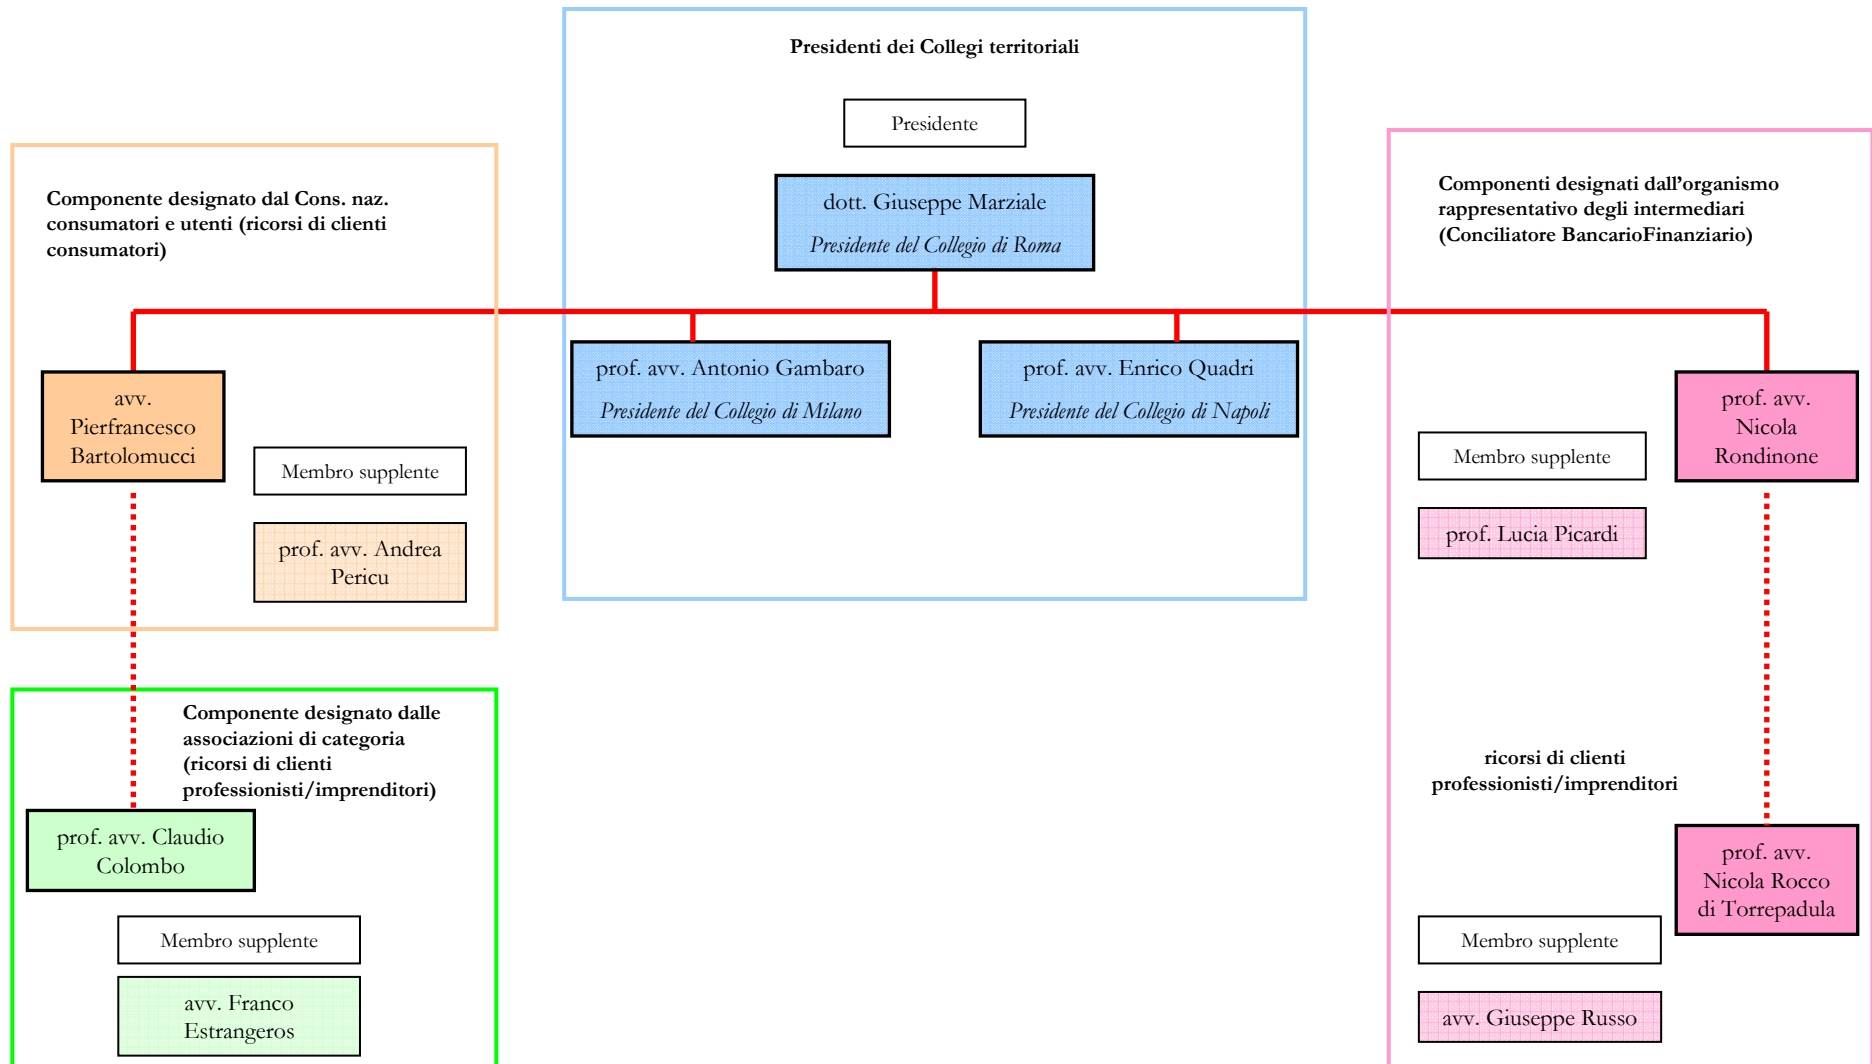 Presidenti dei Collegi territoriali
Presidente
dott. Giuseppe Marziale
Presidente del Collegio di Roma
prof. avv. Antonio Gambaro
Presidente del Collegio di Milano
prof. avv. Enrico Quadri
Presidente del Collegio di Napoli
Componente designato dal Cons. naz.
consumatori e utenti (ricorsi di clienti
consumatori)
avv.
Pierfrancesco
Bartolomucci
Membro supplente
prof. avv. Andrea
Pericu
Componente designato dalle
associazioni di categoria
(ricorsi di clienti
professionisti/imprenditori)
prof. avv. Claudio
Colombo
Membro supplente
avv. Franco
Estrangeros
Componenti designati dall'organismo
rappresentativo degli intermediari
(Conciliatore BancarioFinanziario)
prof. avv.
Nicola
Rondinone
Membro supplente
prof. Lucia Picardi
ricorsi di clienti
professionisti/imprenditori
prof. avv.
Nicola Rocco
di Torrepadula
Membro supplente
avv. Giuseppe Russo